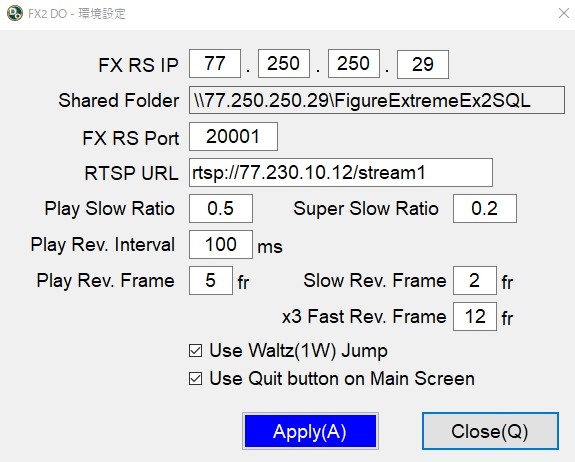 FX2 DO - 環境設定
FX RS IP 77 . 250 . 250 . 29
Shared Folder \\77.250.250.29\FigureExtremeEx2SQL
FX RS Port 20001
RTSP URL rtsp://77.230.10.12/stream1
Play Slow Ratio 0.5 Super Slow Ratio 0.2
Play Rev. Interval 100 ms
Play Rev. Frame 5 fr Slow Rev. Frame 2 fr
x3 Fast Rev. Frame 12 fr
Use Waltz(1W) Jump
Use Quit button on Main Screen
Apply(A) Close(Q)